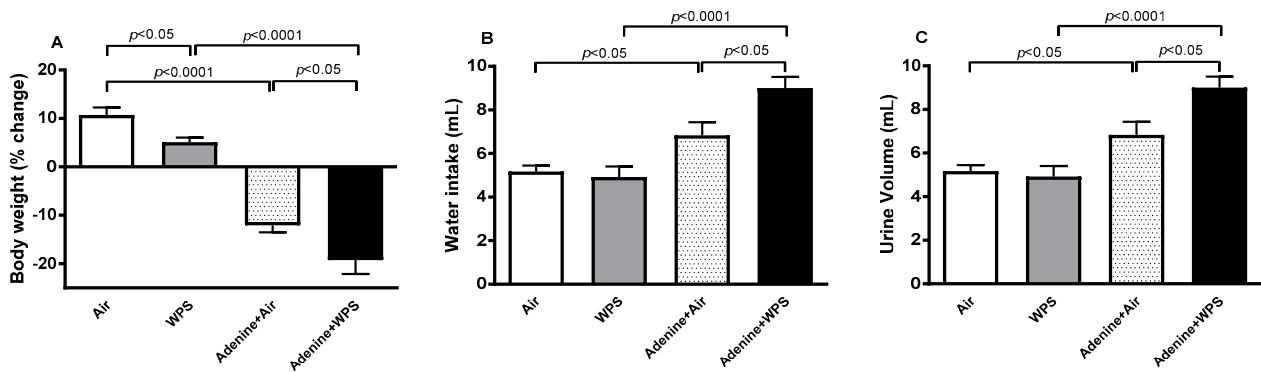 A
p<0.05
p<0.0001
p<0.0001
p<0.05
Body weight (% change)
20
10
0
-10
-20
Air
WPS
Adenine+Air
Adenine+WPS
B
p<0.0001
p<0.05
p<0.05
Water intake (mL)
10
8
6
4
2
0
Air
WPS
Adenine+Air
Adenine+WPS
C
p<0.0001
p<0.05
p<0.05
Urine Volume (mL)
10
8
6
4
2
0
Air
WPS
Adenine+Air
Adenine+WPS